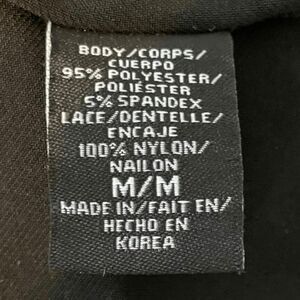 BODY/CORPS/
CUERPO
95% POLYESTER/
POLIÉSTER
5% SPANDEX
LACE/DENTELLE/
ENCAJE
100% NYLON/
NAILON
M/M
MADE IN/FAIT EN/
HECHO EN
KOREA